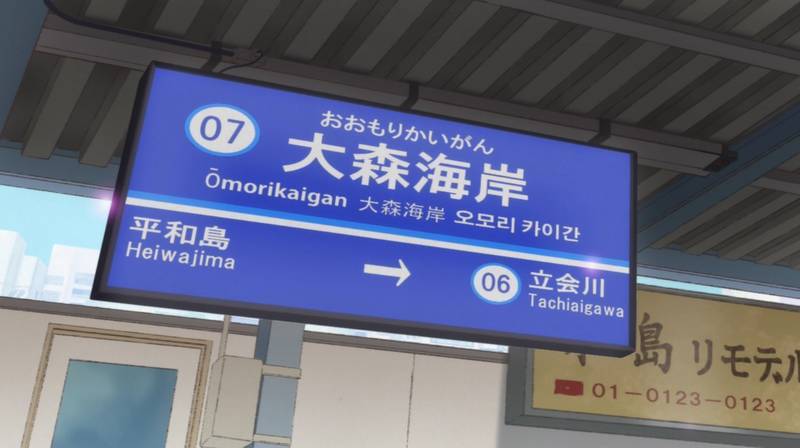 07
おおもりかいがん
大森海岸
Ōmorikaigan 大森海岸 오모리 카이간
平和島
Heiwajima
→
06
立会川
Tachiaigawa
島リモデル
01-0123-0123